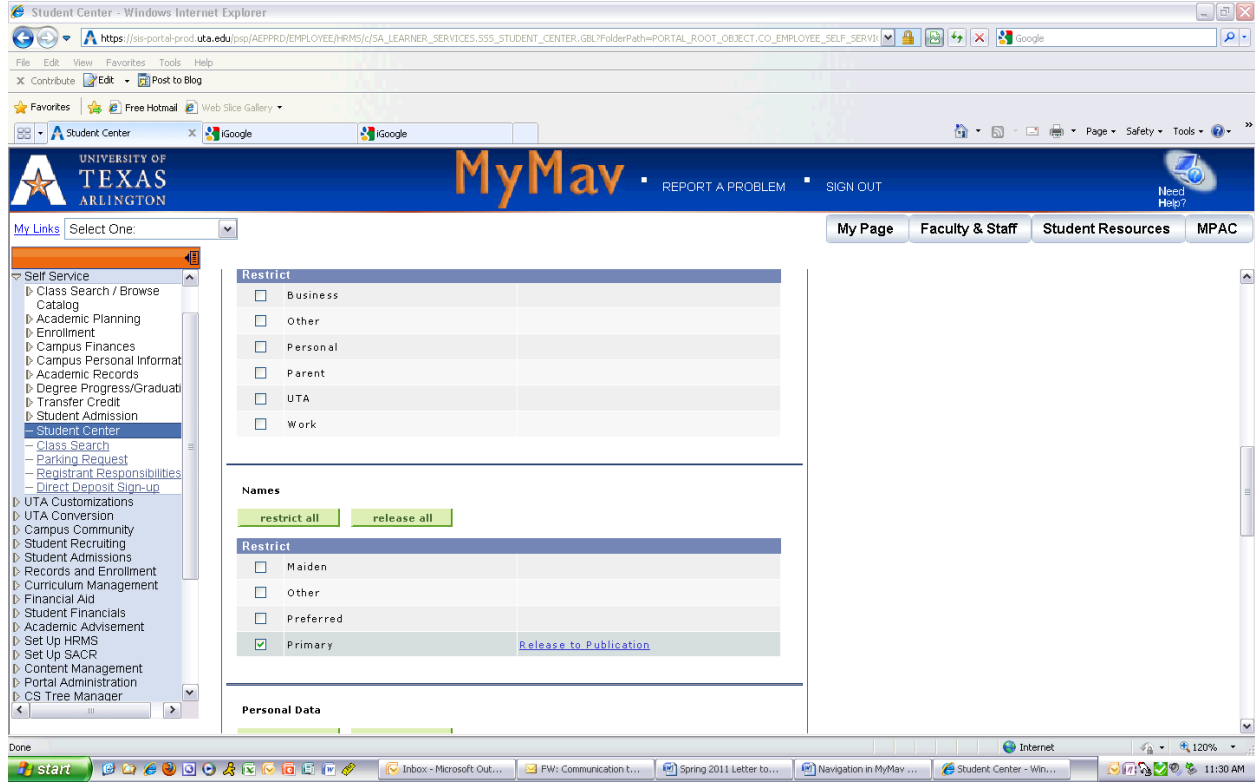 Student Center - Windows Internet Explorer
https://sis-portal-prod.uta.edu/psp/AEPPRD/EMPLOYEE/HRMS/c/SA_LEARNER_SERVICES.SSS_STUDENT_CENTER.GBL?FolderPath=PORTAL_ROOT_OBJECT.CO_EMPLOYEE_SELF_SERVIC
Google
File Edit View Favorites Tools Help
Contribute Edit Post to Blog
Favorites Free Hotmail Web Slice Gallery
Student Center iGoogle iGoogle Page Safety Tools
UNIVERSITY OF
TEXAS
ARLINGTON
MyMav REPORT A PROBLEM SIGN OUT
Need
Help?
My Links Select One: My Page Faculty & Staff Student Resources MPAC
Self Service
Class Search / Browse
Catalog
Academic Planning
Enrollment
Campus Finances
Campus Personal Informat
Academic Records
Degree Progress/Graduati
Transfer Credit
Student Admission
Student Center
Class Search
Parking Request
Registrant Responsibilities
Direct Deposit Sign-up
UTA Customizations
UTA Conversion
Campus Community
Student Recruiting
Student Admissions
Records and Enrollment
Curriculum Management
Financial Aid
Student Financials
Academic Advisement
Set Up HRMS
Set Up SACR
Content Management
Portal Administration
CS Tree Manager
Restrict
Business
Other
Personal
Parent
UTA
Work
Names
restrict all release all
Restrict
Maiden
Other
Preferred
Primary Release to Publication
Personal Data
Done Internet 120%
start Inbox - Microsoft Out... FW: Communication t... Spring 2011 Letter to... Navigation in MyMav ... Student Center - Win... 11:30 AM